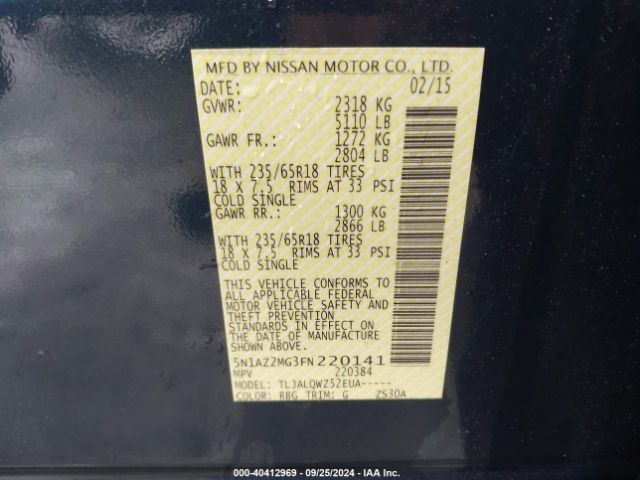 MFD BY NISSAN MOTOR CO., LTD.
DATE: 02/15
GVWR: 2318 KG
5110 LB
GAWR FR.: 1272 KG
2804 LB
WITH 235/65R18 TIRES
18 X 7.5 RIMS AT 33 PSI
COLD SINGLE
GAWR RR.: 1300 KG
2866 LB
WITH 235/65R18 TIRES
18 X 7.5 RIMS AT 33 PSI
COLD SINGLE
THIS VEHICLE CONFORMS TO
ALL APPLICABLE FEDERAL
MOTOR VEHICLE SAFETY AND
THEFT PREVENTION
STANDARDS IN EFFECT ON
THE DATE OF MANUFACTURE
SHOWN ABOVE.
5N1AZ2MG3FN220141
MPV 220384
MODEL: TLJALQWZ52EUA-----
COLOR: RBG TRIM: G ZS30A
000-40412969 - 09/25/2024 - IAA Inc.